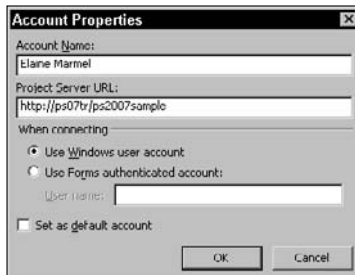 Account Properties
Account Name:
Elaine Marmel
Project Server URL:
http://ps07tr/ps2007sample
When connecting
Use Windows user account
Use Forms authenticated account:
User name:
Set as default account
OK Cancel